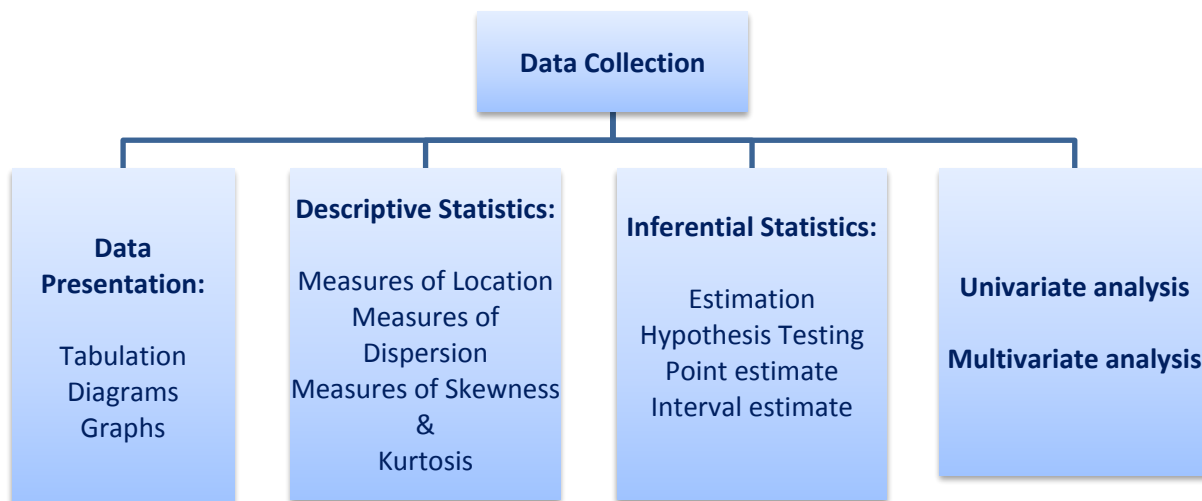 Data Collection
Data
Presentation:
Tabulation
Diagrams
Graphs
Descriptive Statistics:
Measures of Location
Measures of
Dispersion
Measures of Skewness
&
Kurtosis
Inferential Statistics:
Estimation
Hypothesis Testing
Point estimate
Interval estimate
Univariate analysis
Multivariate analysis